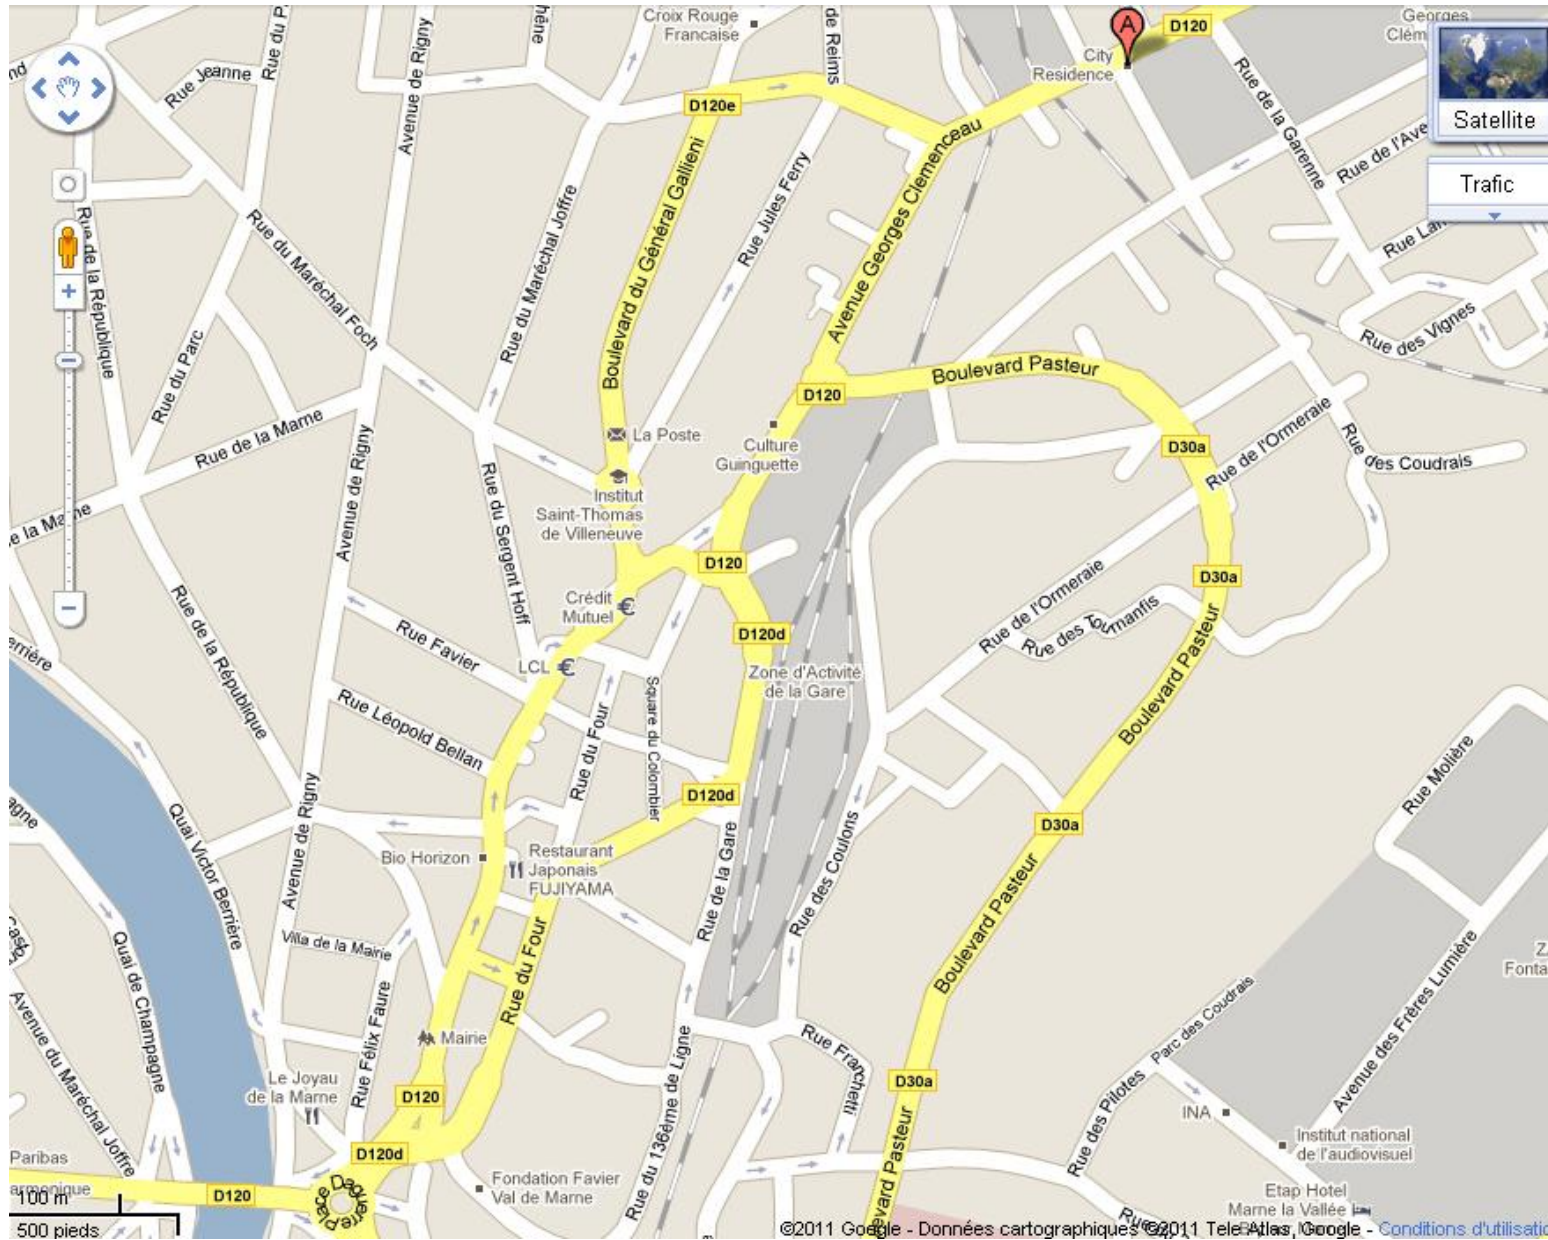 Croix Rouge
Francaise
de Reims
D120
Georges
City
Residence
A
Satellite
Trafic
Rue Jeanne
Rue du P
Avenue de Rigny
D120e
Rue de la Garenne
Rue de l'Ave
Avenue Georges Clemenceau
Rue Jules Ferry
Boulevard du Général Gallieni
Rue du Maréchal Joffre
Rue du Maréchal Foch
Rue de la République
Rue du Parc
Rue des Vignes
Boulevard Pasteur
D120
Rue de la Marne
La Poste
Culture
Guinguette
D30a
Rue de l'Ormeraie
Rue des Coudrais
Institut
Saint-Thomas
de Villeneuve
Avenue de Rigny
Rue du Sergent Hoff
D120
D30a
Crédit
Mutuel
Rue de l'Ormeraie
Rue des Tournanfis
Boulevard Pasteur
D120d
Rue Favier
LCL
Zone d'Activité
de la Gare
Rue de la République
Rue Léopold Bellan
Square du Colombier
Rue du Four
Rue Molière
D120d
D30a
Quai Victor Berrière
Avenue de Rigny
Bio Horizon
Restaurant
Japonais
FUJIYAMA
Rue de la Gare
Rue des Coulons
Boulevard Pasteur
Villa de la Mairie
Quai de Champagne
Rue du Four
Avenue des Frères Lumière
Fonta
Parc des Coudrais
Rue Félix Faure
Mairie
Avenue du Maréchal Joffre
Le Joyau
de la Marne
D120
Rue du 136ème de Ligne
Rue Franchetti
D30a
Rue des Pilotes
INA
Institut national
de l'audiovisuel
D120d
Paribas
D120
Place Daguerre
Fondation Favier
Val de Marne
Boulevard Pasteur
Etap Hotel
Marne la Vallée
100 m
500 pieds
©2011 Google - Données cartographiques ©2011 Tele Atlas, Google - Conditions d'utilisatio